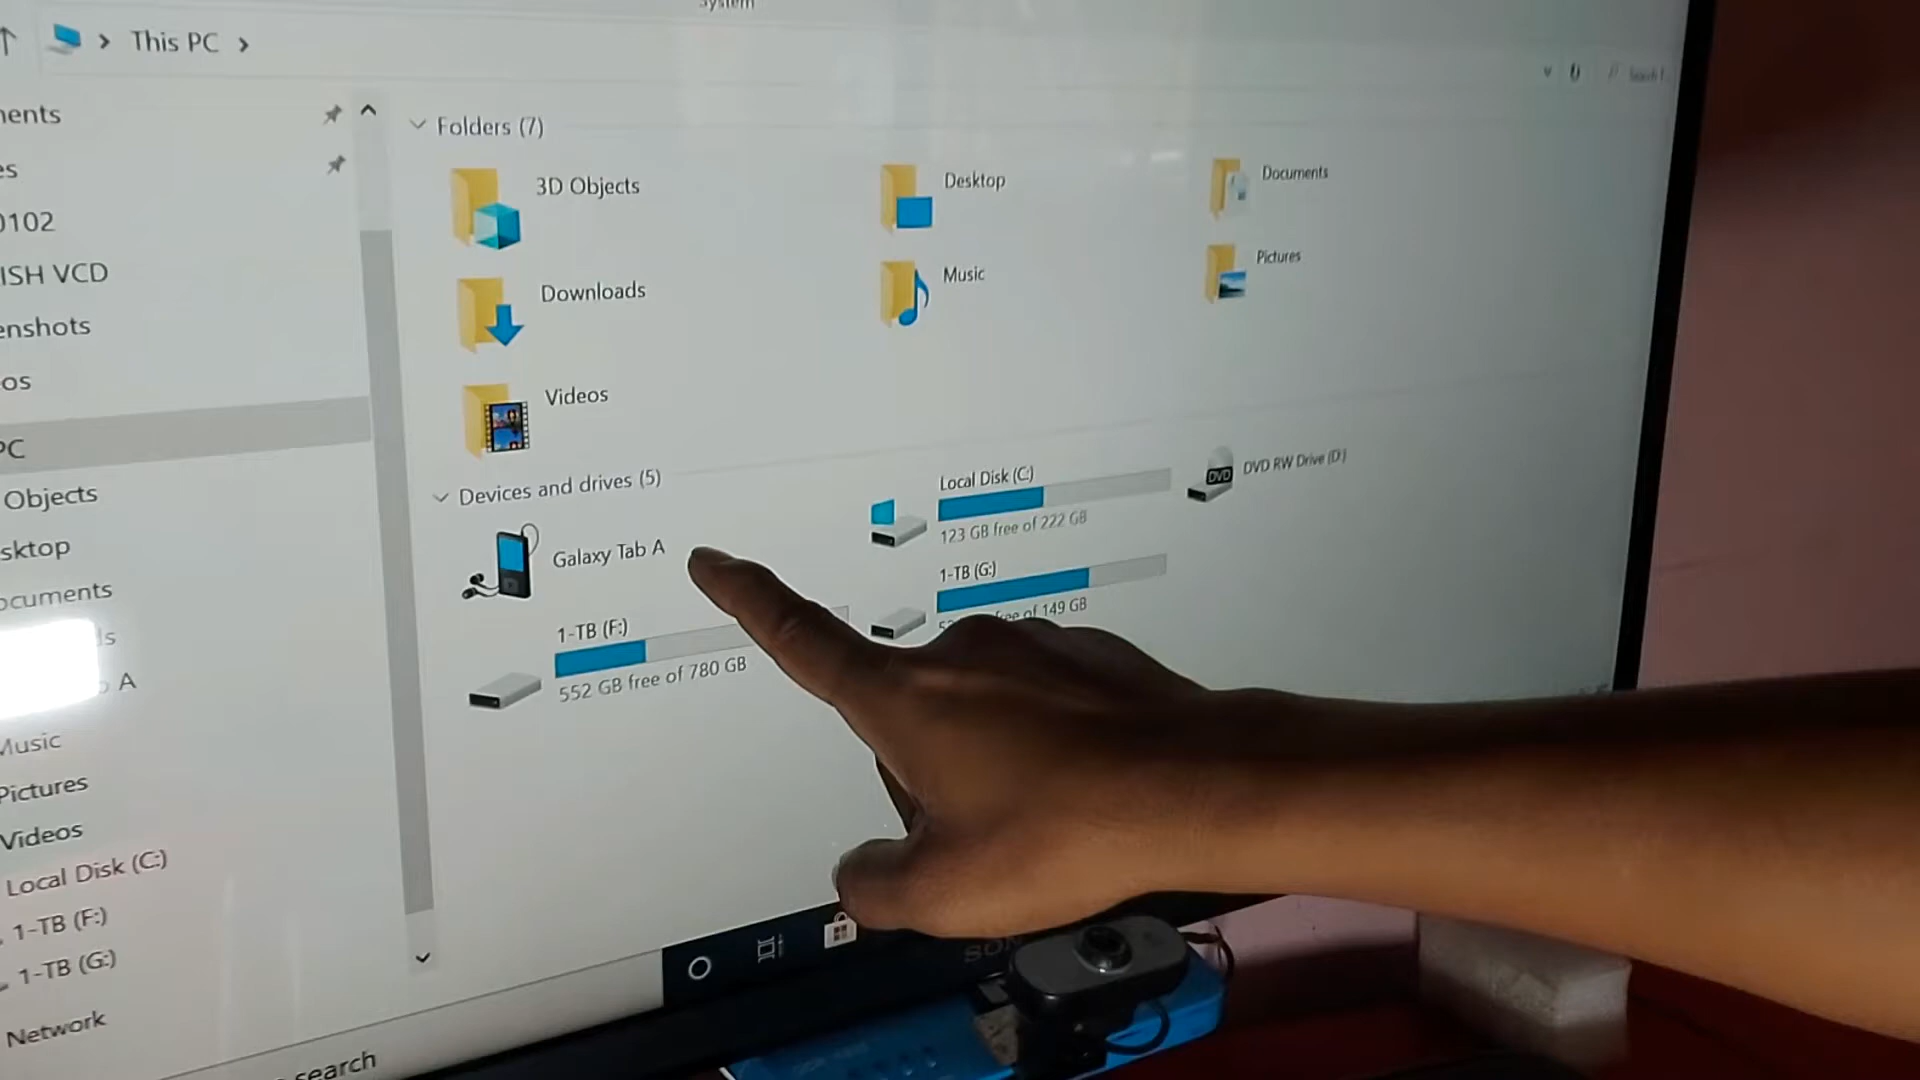 System
This PC
ments
es
0102
ISH VCD
enshots
os
PC
Objects
sktop
ocuments
ls
A
Music
Pictures
Videos
Local Disk (C:)
1-TB (F:)
1-TB (G:)
Network
Folders (7)
3D Objects
Desktop
Documents
Downloads
Music
Pictures
Videos
Devices and drives (5)
Galaxy Tab A
Local Disk (C:)
123 GB free of 222 GB
DVD
DVD RW Drive (D:)
1-TB (F:)
552 GB free of 780 GB
1-TB (G:)
free of 149 GB
search
SONY